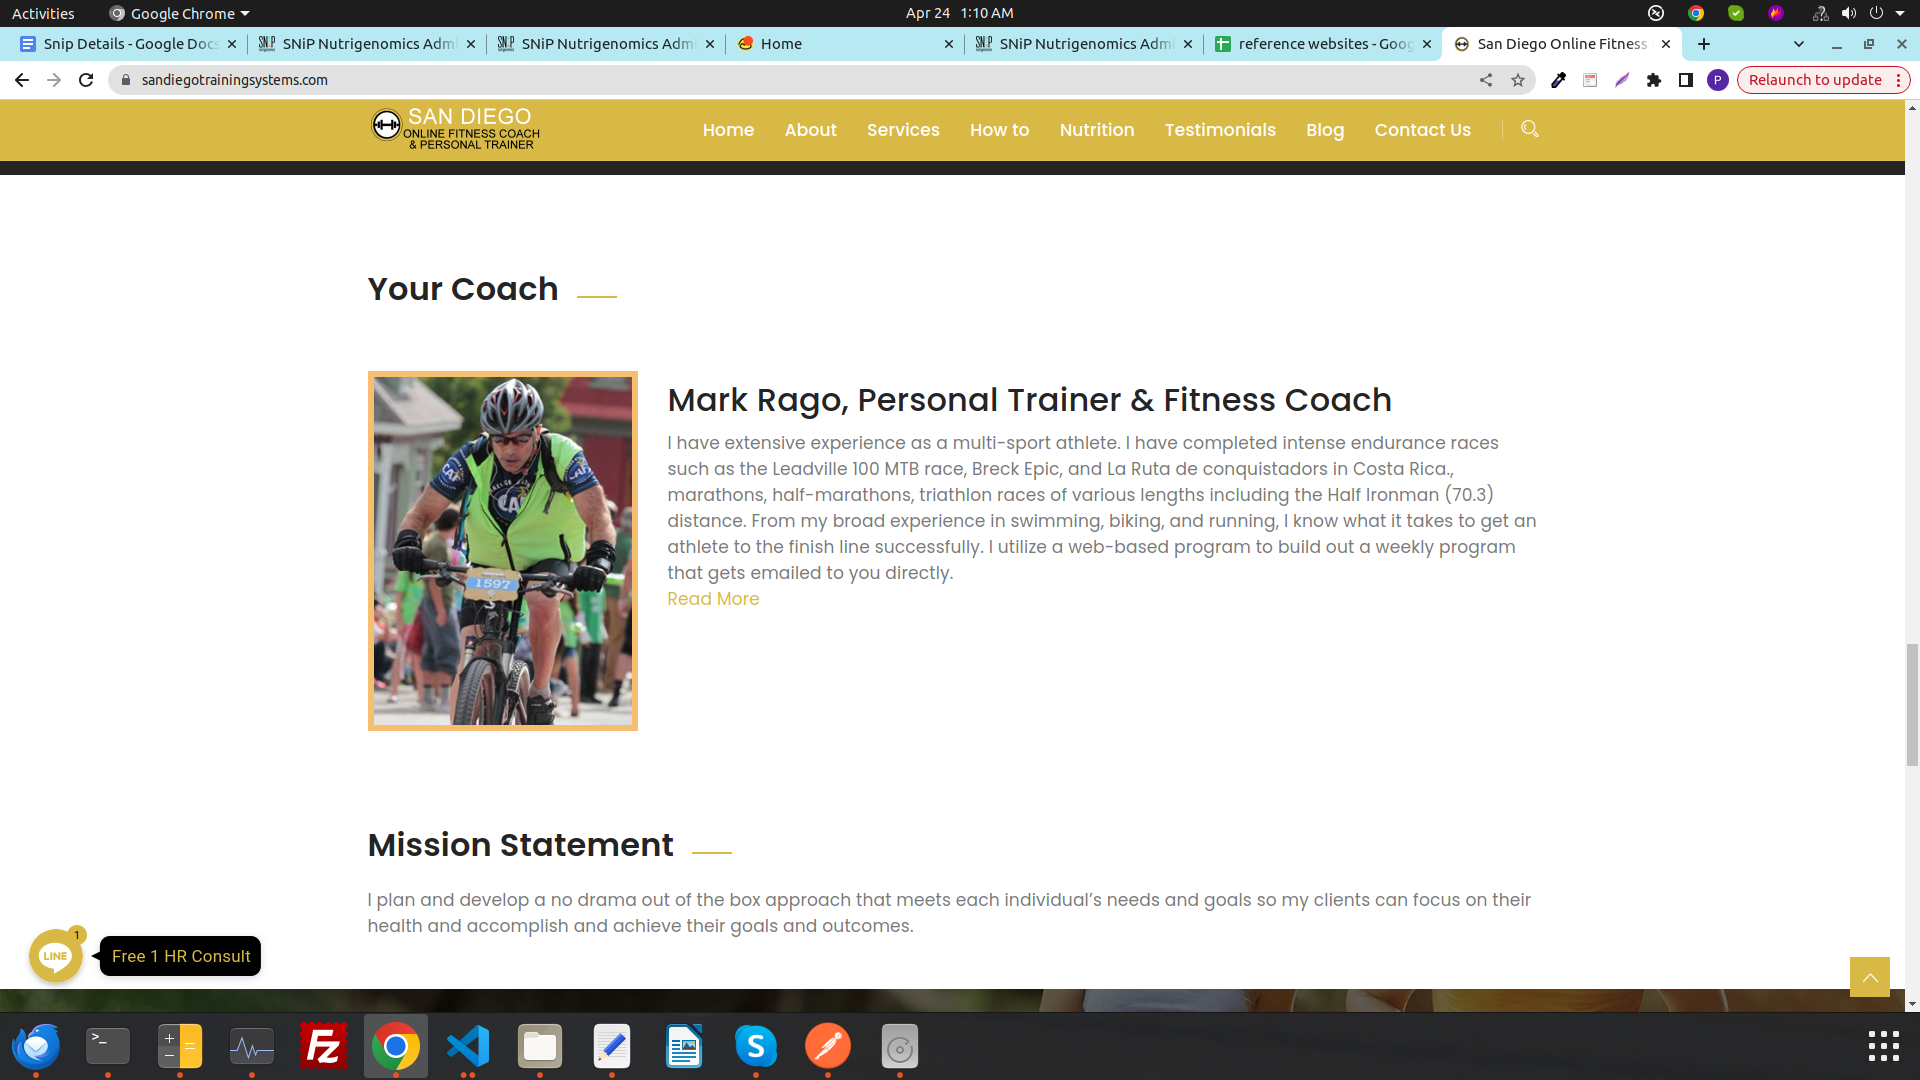 Activities
Google Chrome
Apr 24 1:10 AM
Snip Details - Google Docs
SNiP Nutrigenomics Admi
SNiP Nutrigenomics Admi
Home
SNiP Nutrigenomics Admi
reference websites - Goog
San Diego Online Fitness
sandiegotrainingsystems.com
P
Relaunch to update
SAN DIEGO
ONLINE FITNESS COACH
& PERSONAL TRAINER
Home
About
Services
How to
Nutrition
Testimonials
Blog
Contact Us
Your Coach
CAF
1597
Mark Rago, Personal Trainer & Fitness Coach
I have extensive experience as a multi-sport athlete. I have completed intense endurance races
such as the Leadville 100 MTB race, Breck Epic, and La Ruta de conquistadors in Costa Rica.,
marathons, half-marathons, triathlon races of various lengths including the Half Ironman (70.3)
distance. From my broad experience in swimming, biking, and running, I know what it takes to get an
athlete to the finish line successfully. I utilize a web-based program to build out a weekly program
that gets emailed to you directly.
Read More
Mission Statement
I plan and develop a no drama out of the box approach that meets each individual’s needs and goals so my clients can focus on their
health and accomplish and achieve their goals and outcomes.
LINE
1
Free 1 HR Consult